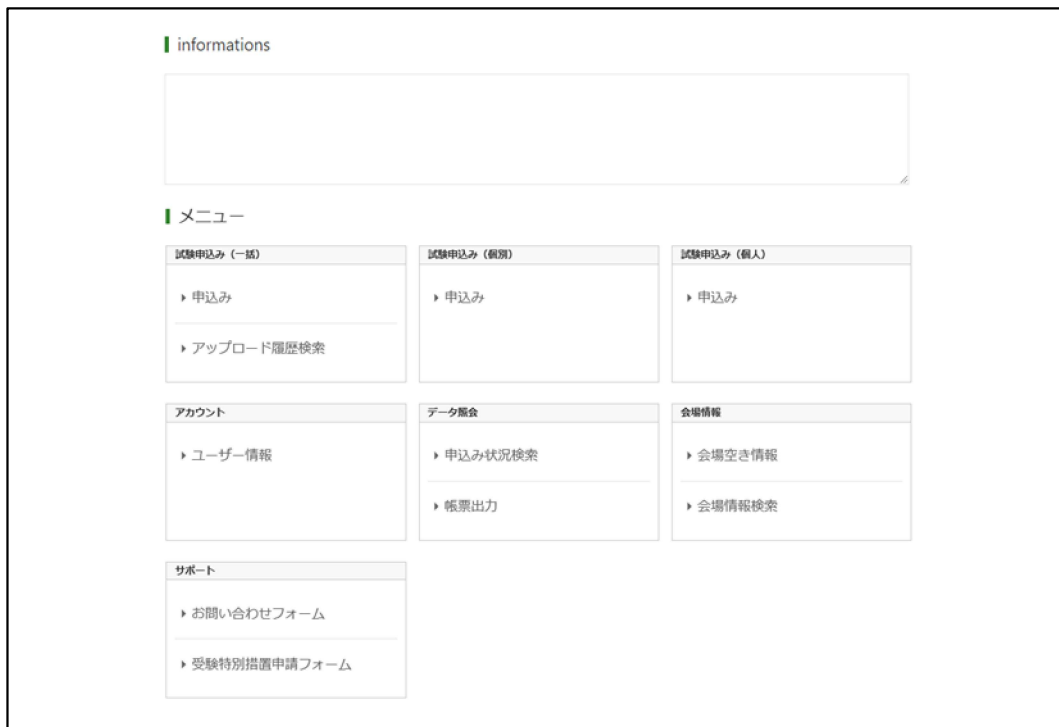 informations
メニュー
試験申込み（一括）
申込み
アップロード履歴検索
試験申込み（個別）
申込み
試験申込み（個人）
申込み
アカウント
ユーザー情報
データ照会
申込み状況検索
帳票出力
会場情報
会場空き情報
会場情報検索
サポート
お問い合わせフォーム
受験特別措置申請フォーム